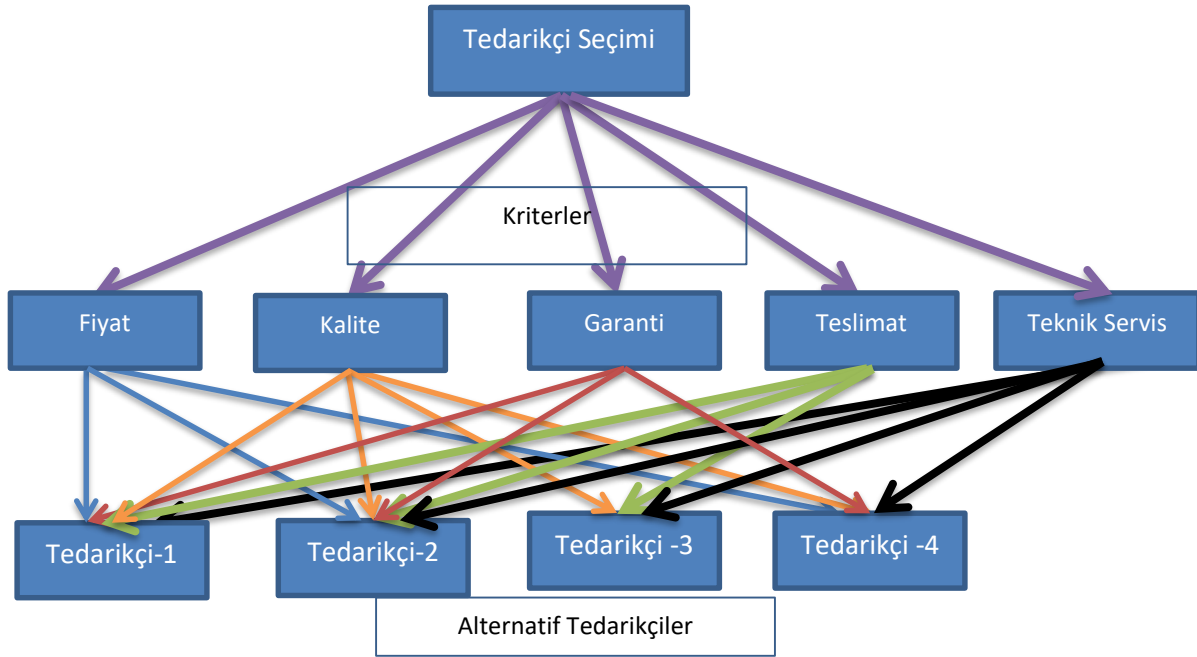 Tedarikçi Seçimi
Kriterler
Fiyat
Kalite
Garanti
Teslimat
Teknik Servis
Tedarikçi-1
Tedarikçi-2
Tedarikçi -3
Tedarikçi -4
Alternatif Tedarikçiler